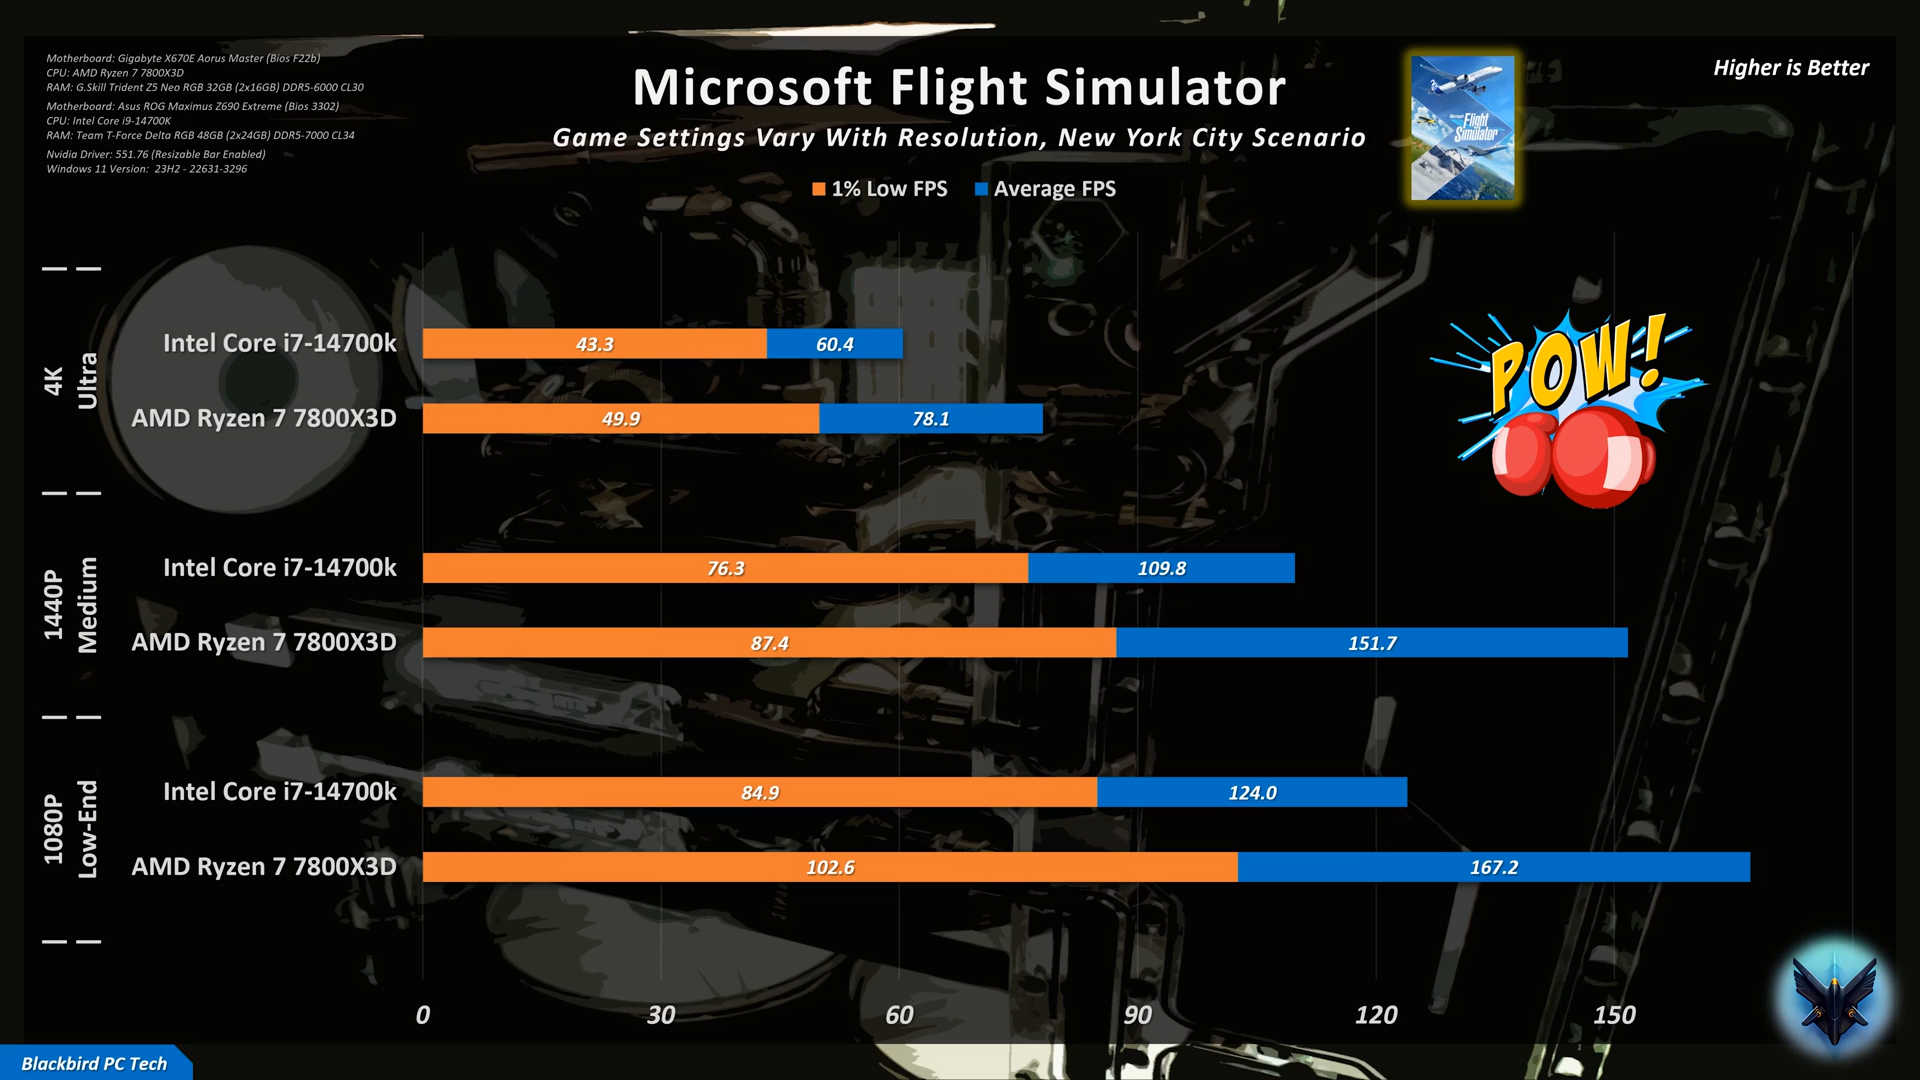 Motherboard: Gigabyte X670E Aorus Master (Bios F22b)
CPU: AMD Ryzen 7 7800X3D
RAM: G.Skill Trident Z5 Neo RGB 32GB (2x16GB) DDR5-6000 CL30
Motherboard: Asus ROG Maximus Z690 Extreme (Bios 3302)
CPU: Intel Core i9-14700K
RAM: Team T-Force Delta RGB 48GB (2x24GB) DDR5-7000 CL34
Nvidia Driver: 551.76 (Resizable Bar Enabled)
Windows 11 Version: 23H2 - 22631-3296
Microsoft Flight Simulator
Game Settings Vary With Resolution, New York City Scenario
1% Low FPS Average FPS
Flight
Simulator
Higher is Better
4K
Ultra
Intel Core i7-14700k 43.3 60.4
AMD Ryzen 7 7800X3D 49.9 78.1
POW!
1440P
Medium
Intel Core i7-14700k 76.3 109.8
AMD Ryzen 7 7800X3D 87.4 151.7
1080P
Low-End
Intel Core i7-14700k 84.9 124.0
AMD Ryzen 7 7800X3D 102.6 167.2
0 30 60 90 120 150
Blackbird PC Tech